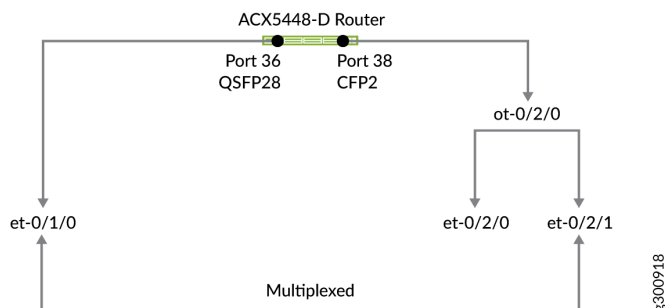 ACX5448-D Router
Port 36
QSFP28
Port 38
CFP2
ot-0/2/0
et-0/1/0
et-0/2/0
et-0/2/1
Multiplexed
g300918